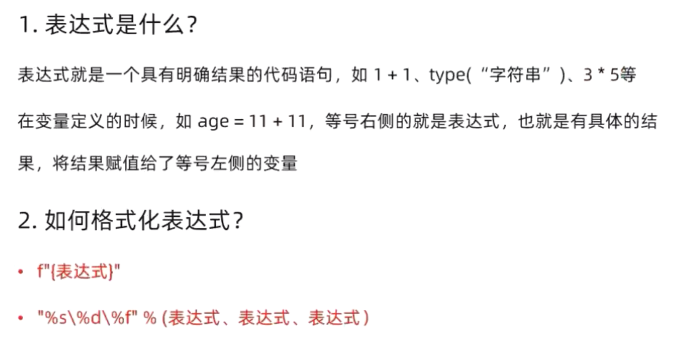 1. 表达式是什么？
表达式就是一个具有明确结果的代码语句，如 1 + 1、type(“字符串”)、3 * 5等
在变量定义的时候，如 age = 11 + 11，等号右侧的就是表达式，也就是有具体的结
果，将结果赋值给了等号左侧的变量
2. 如何格式化表达式？
• f"{表达式}"
• "%s\%d\%f" % (表达式、表达式、表达式)